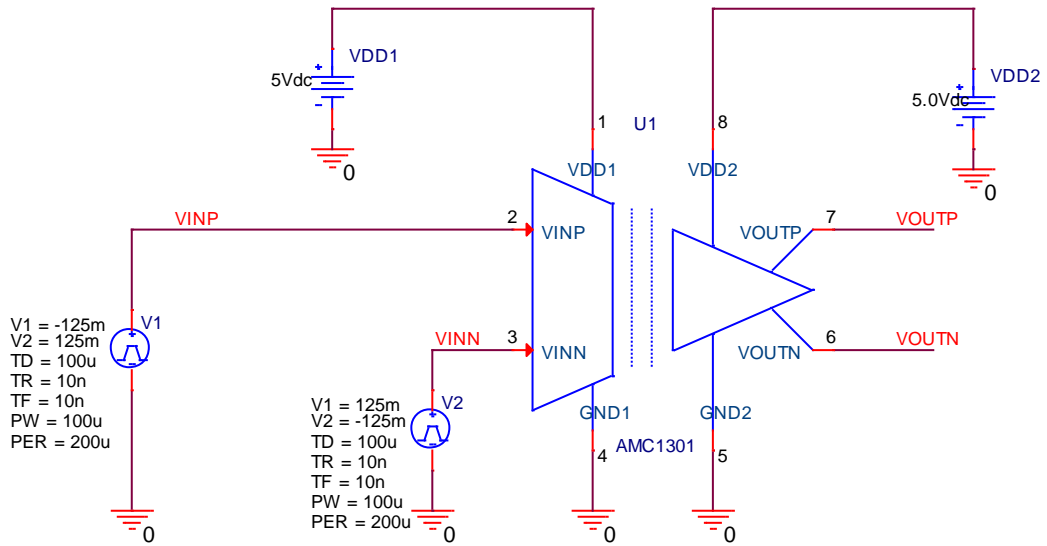 VDD1
5Vdc
0
VDD2
5.0Vdc
0
1
U1
8
VDD1
VDD2
VINP
2
VINP
VOUTP
7
VOUTP
V1 = -125m
V2 = 125m
TD = 100u
TR = 10n
TF = 10n
PW = 100u
PER = 200u
V1
VINN
3
VINN
VOUTN
6
VOUTN
V1 = 125m
V2 = -125m
TD = 100u
TR = 10n
TF = 10n
PW = 100u
PER = 200u
V2
GND1
GND2
AMC1301
4
5
0
0
0
0